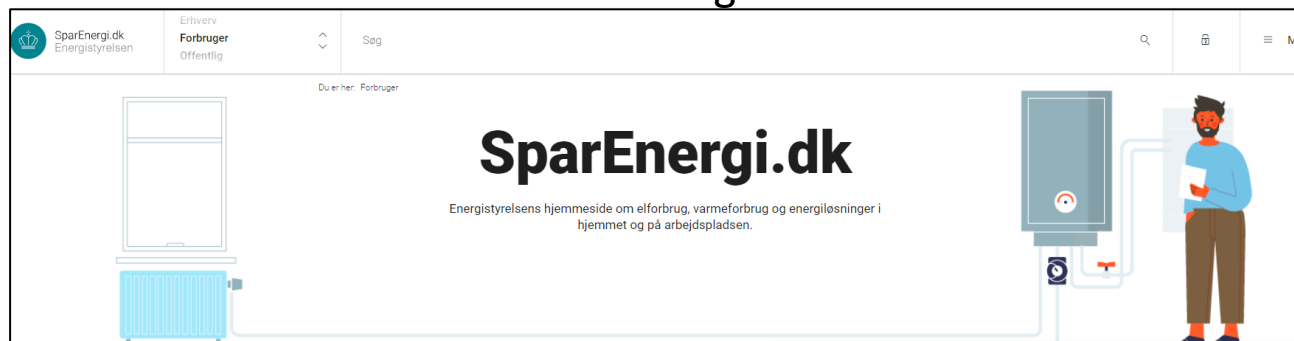 SparEnergi.dk
Energistyrelsen
Erhverv
Forbruger
Offentlig
Søg
Du er her: Forbruger
SparEnergi.dk
Energistyrelsens hjemmeside om elforbrug, varmeforbrug og energiløsninger i
hjemmet og på arbejdspladsen.